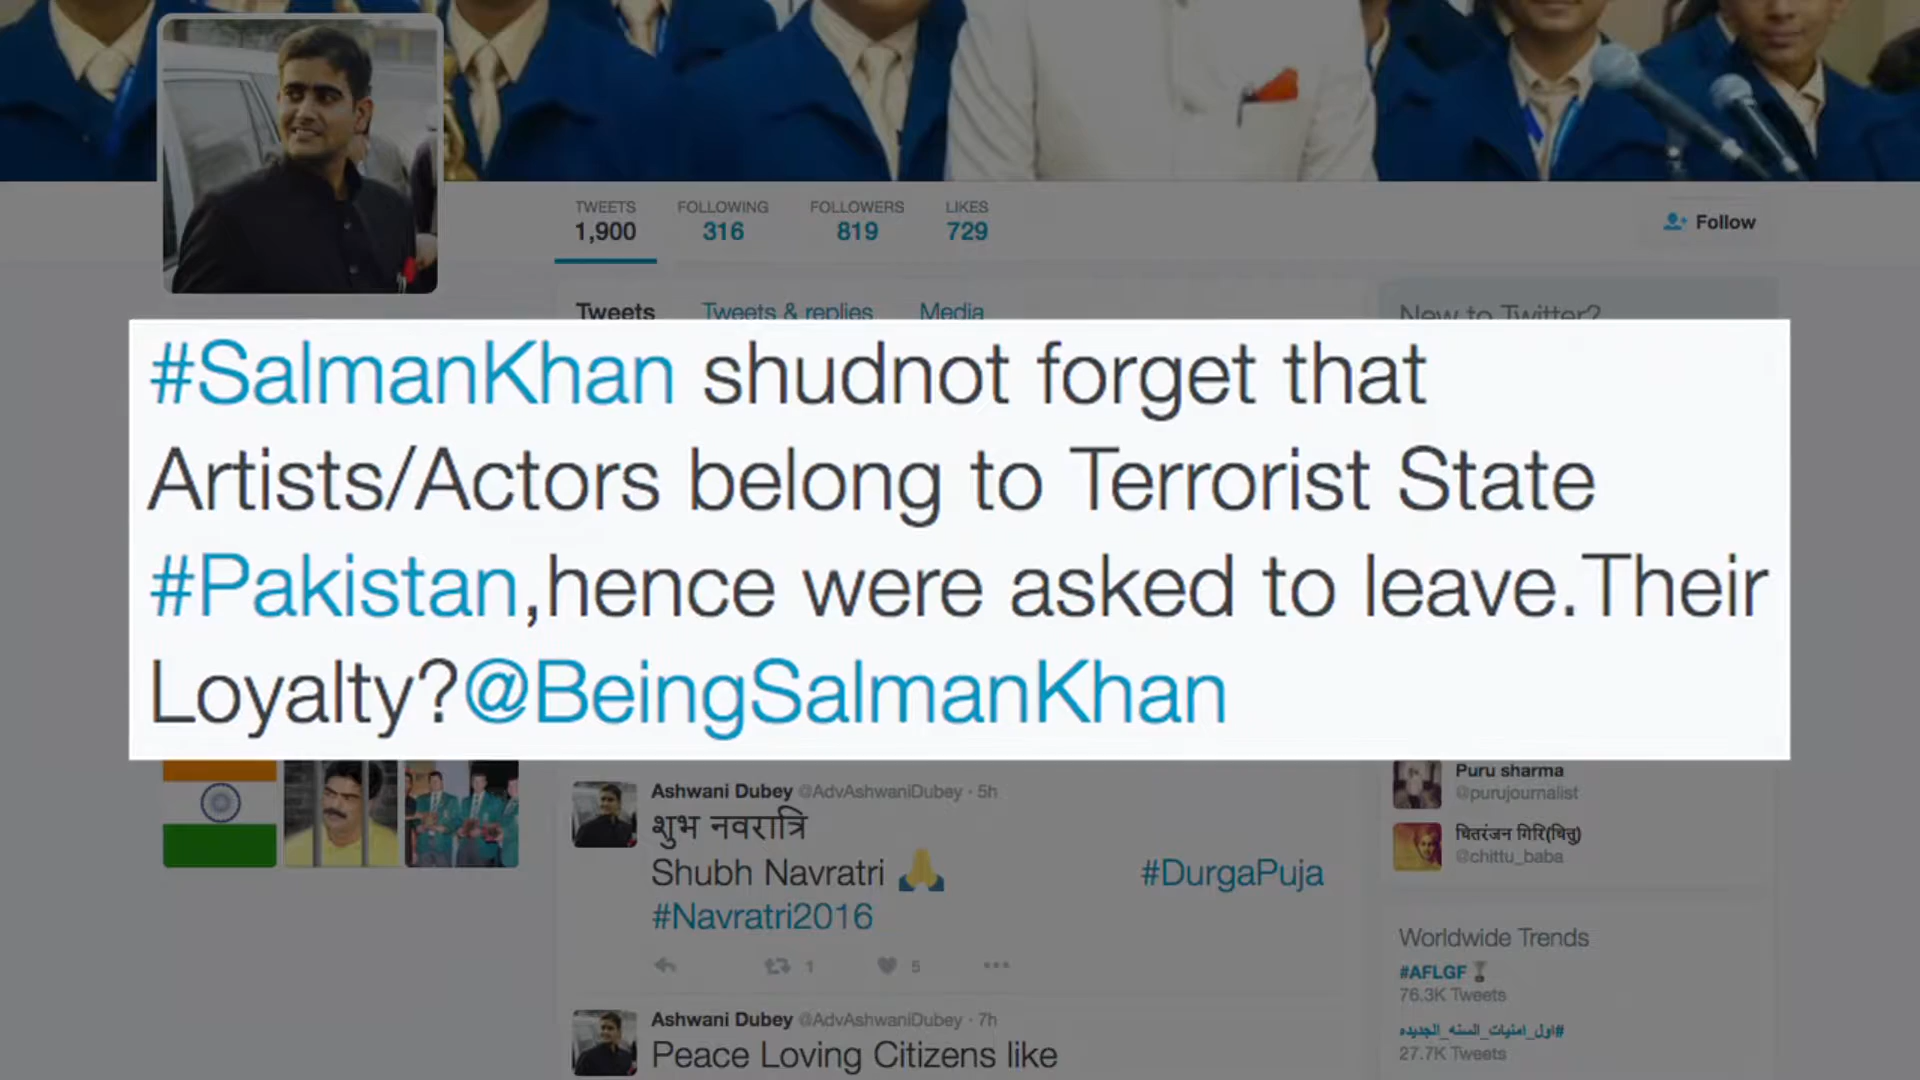 TWEETS
1,900
FOLLOWING
316
FOLLOWERS
819
LIKES
729
Follow
Tweets
Tweets & replies
Media
New to Twitter?
#SalmanKhan shudnot forget that
Artists/Actors belong to Terrorist State
#Pakistan,hence were asked to leave.Their
Loyalty?@BeingSalmanKhan
Ashwani Dubey @AdvAshwaniDubey · 5h
शुभ नवरात्रि
Shubh Navratri 🙏 #DurgaPuja
#Navratri2016
1
5
Ashwani Dubey @AdvAshwaniDubey · 7h
Peace Loving Citizens like
Puru sharma
@purujournalist
चितरंजन गिरि(चित्तु)
@chittu_baba
Worldwide Trends
#AFLGF
76.3K Tweets
#اول_امنيات_السنه_الجديده
27.7K Tweets